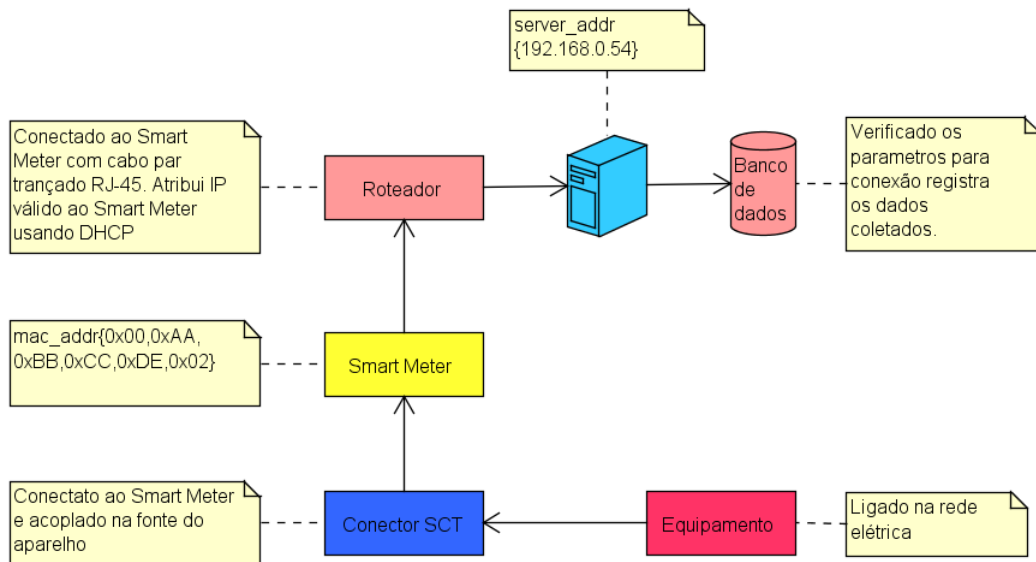 server_addr
{192.168.0.54}
Conectado ao Smart
Meter com cabo par
trançado RJ-45. Atribui IP
válido ao Smart Meter
usando DHCP
Roteador
Banco
de
dados
Verificado os
parametros para
conexão registra
os dados
coletados.
mac_addr{0x00,0xAA,
0xBB,0xCC,0xDE,0x02}
Smart Meter
Conectato ao Smart Meter
e acoplado na fonte do
aparelho
Conector SCT
Equipamento
Ligado na rede
elétrica